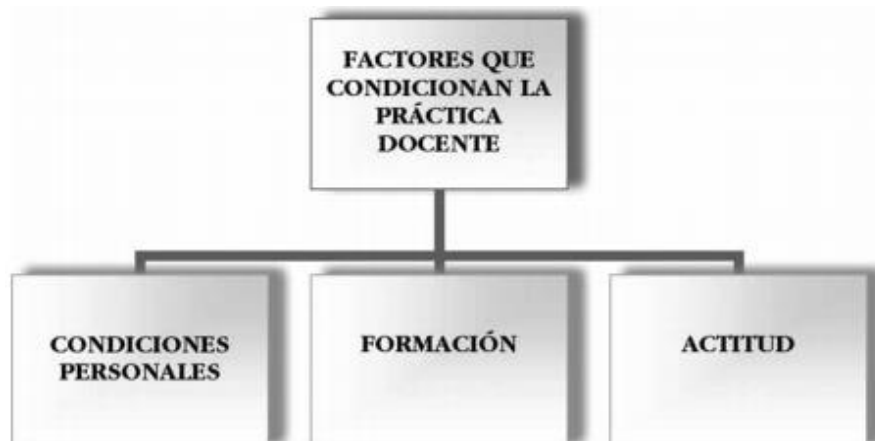 FACTORES QUE
CONDICIONAN LA
PRÁCTICA
DOCENTE
CONDICIONES
PERSONALES
FORMACIÓN
ACTITUD